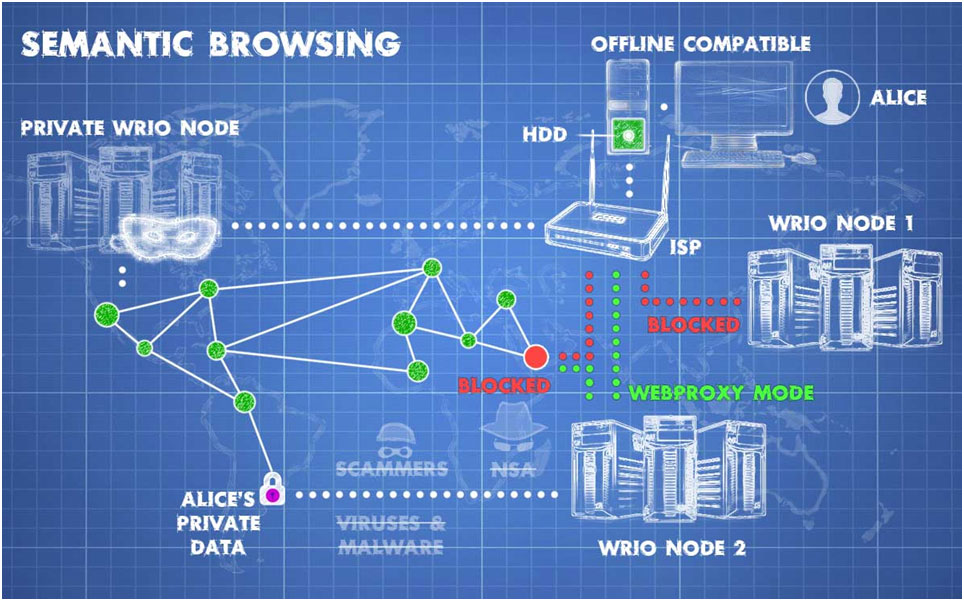 SEMANTIC BROWSING
OFFLINE COMPATIBLE
ALICE
HDD
PRIVATE WRIO NODE
ISP
WRIO NODE 1
BLOCKED
BLOCKED
WEBPROXY MODE
SCAMMERS
NSA
ALICE'S
PRIVATE
DATA
VIRUSES &
MALWARE
WRIO NODE 2